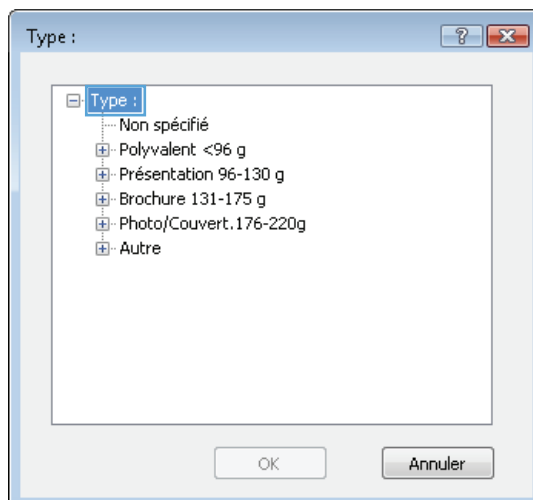 Type :
Type :
Non spécifié
Polyvalent <96 g
Présentation 96-130 g
Brochure 131-175 g
Photo/Couvert.176-220g
Autre
OK
Annuler